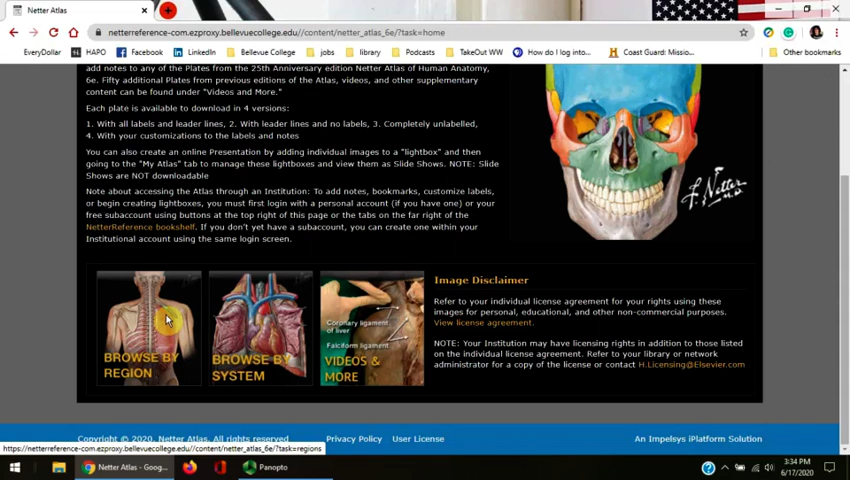 Netter Atlas
netterreference-com.ezproxy.bellevuecollege.edu//content/netter_atlas_6e/?task=home
EveryDollar HAPO Facebook LinkedIn Bellevue College jobs library Podcasts TakeOut WW How do I log into... Coast Guard: Missio... Other bookmarks
add notes to any of the Plates from the 25th Anniversary edition Netter Atlas of Human Anatomy,
6e. Fifty additional Plates from previous editions of the Atlas, videos, and other supplementary
content can be found under "Videos and More."
Each plate is available to download in 4 versions:
1. With all labels and leader lines, 2. With leader lines and no labels, 3. Completely unlabelled,
4. With your customizations to the labels and notes
You can also create an online Presentation by adding individual images to a "lightbox" and then
going to the "My Atlas" tab to manage these lightboxes and view them as Slide Shows. NOTE: Slide
Shows are NOT downloadable
Note about accessing the Atlas through an Institution: To add notes, bookmarks, customize labels,
or begin creating lightboxes, you must first login with a personal account (if you have one) or your
free subaccount using buttons at the top right of this page or the tabs on the far right of the
NetterReference bookshelf. If you don't yet have a subaccount, you can create one within your
Institutional account using the same login screen.
F. Netter
M.D.
BROWSE BY
REGION
BROWSE BY
SYSTEM
Coronary ligament
of liver
Falciform ligament
VIDEOS &
MORE
Image Disclaimer
Refer to your individual license agreement for your rights using these
images for personal, educational, and other non-commercial purposes.
View license agreement.
NOTE: Your Institution may have licensing rights in addition to those listed
on the individual license agreement. Refer to your library or network
administrator for a copy of the license or contact H.Licensing@Elsevier.com
Copyright © 2020, Netter Atlas. All rights reserved Privacy Policy User License An Impelsys iPlatform Solution
https://netterreference-com.ezproxy.bellevuecollege.edu//content/netter_atlas_6e/?task=regions
Netter Atlas - Goog... Panopto
3:34 PM
6/17/2020